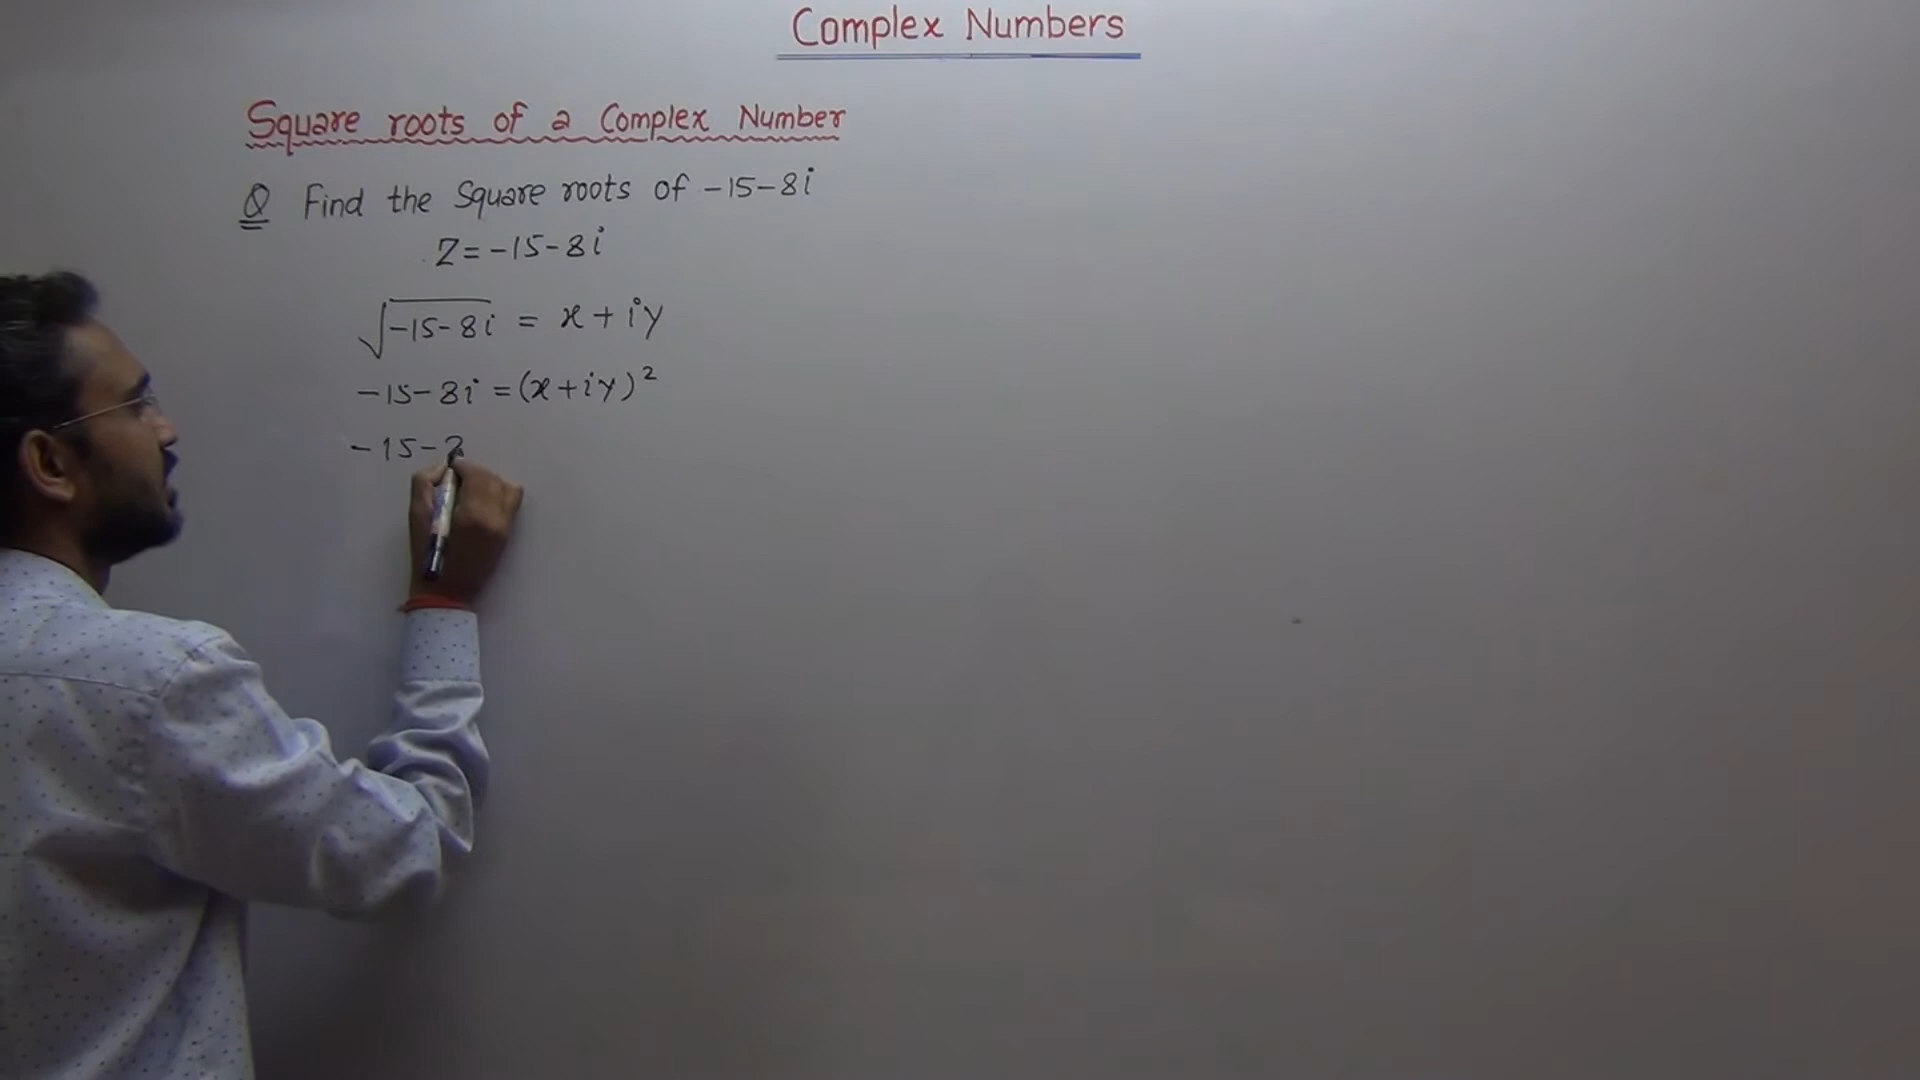 Complex Numbers
Square roots of a Complex Number
Q Find the Square roots of -15-8i
Z=-15-8i
√-15-8i = x+iy
-15-8i=(x+iy)²
-15-